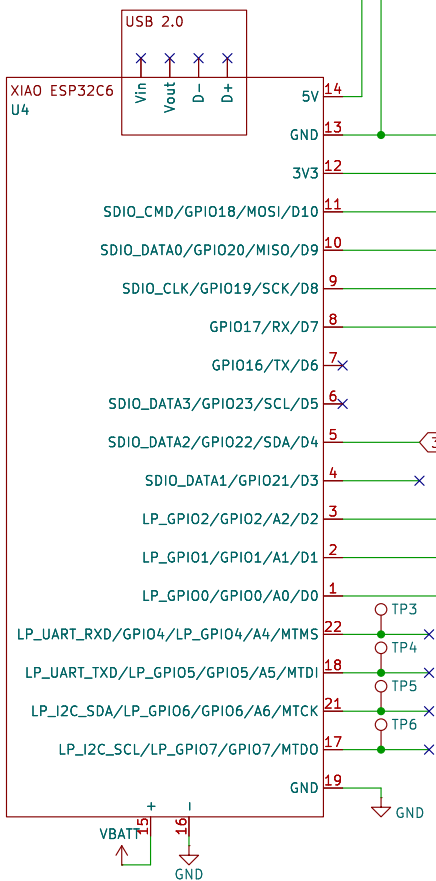 USB 2.0
XIAO ESP32C6
U4
Vin
Vout
D-
D+
5V 14
GND 13
3V3 12
SDIO_CMD/GPIO18/MOSI/D10 11
SDIO_DATA0/GPIO20/MISO/D9 10
SDIO_CLK/GPIO19/SCK/D8 9
GPIO17/RX/D7 8
GPIO16/TX/D6 7
SDIO_DATA3/GPIO23/SCL/D5 6
SDIO_DATA2/GPIO22/SDA/D4 5
SDIO_DATA1/GPIO21/D3 4
LP_GPIO2/GPIO2/A2/D2 3
LP_GPIO1/GPIO1/A1/D1 2
LP_GPIO0/GPIO0/A0/D0 1
TP3
LP_UART_RXD/GPIO4/LP_GPIO4/A4/MTMS 22
TP4
LP_UART_TXD/LP_GPIO5/GPIO5/A5/MTDI 18
TP5
LP_I2C_SDA/LP_GPIO6/GPIO6/A6/MTCK 21
TP6
LP_I2C_SCL/LP_GPIO7/GPIO7/MTDO 17
GND 19
GND
+ -
VBATT 15 16
GND